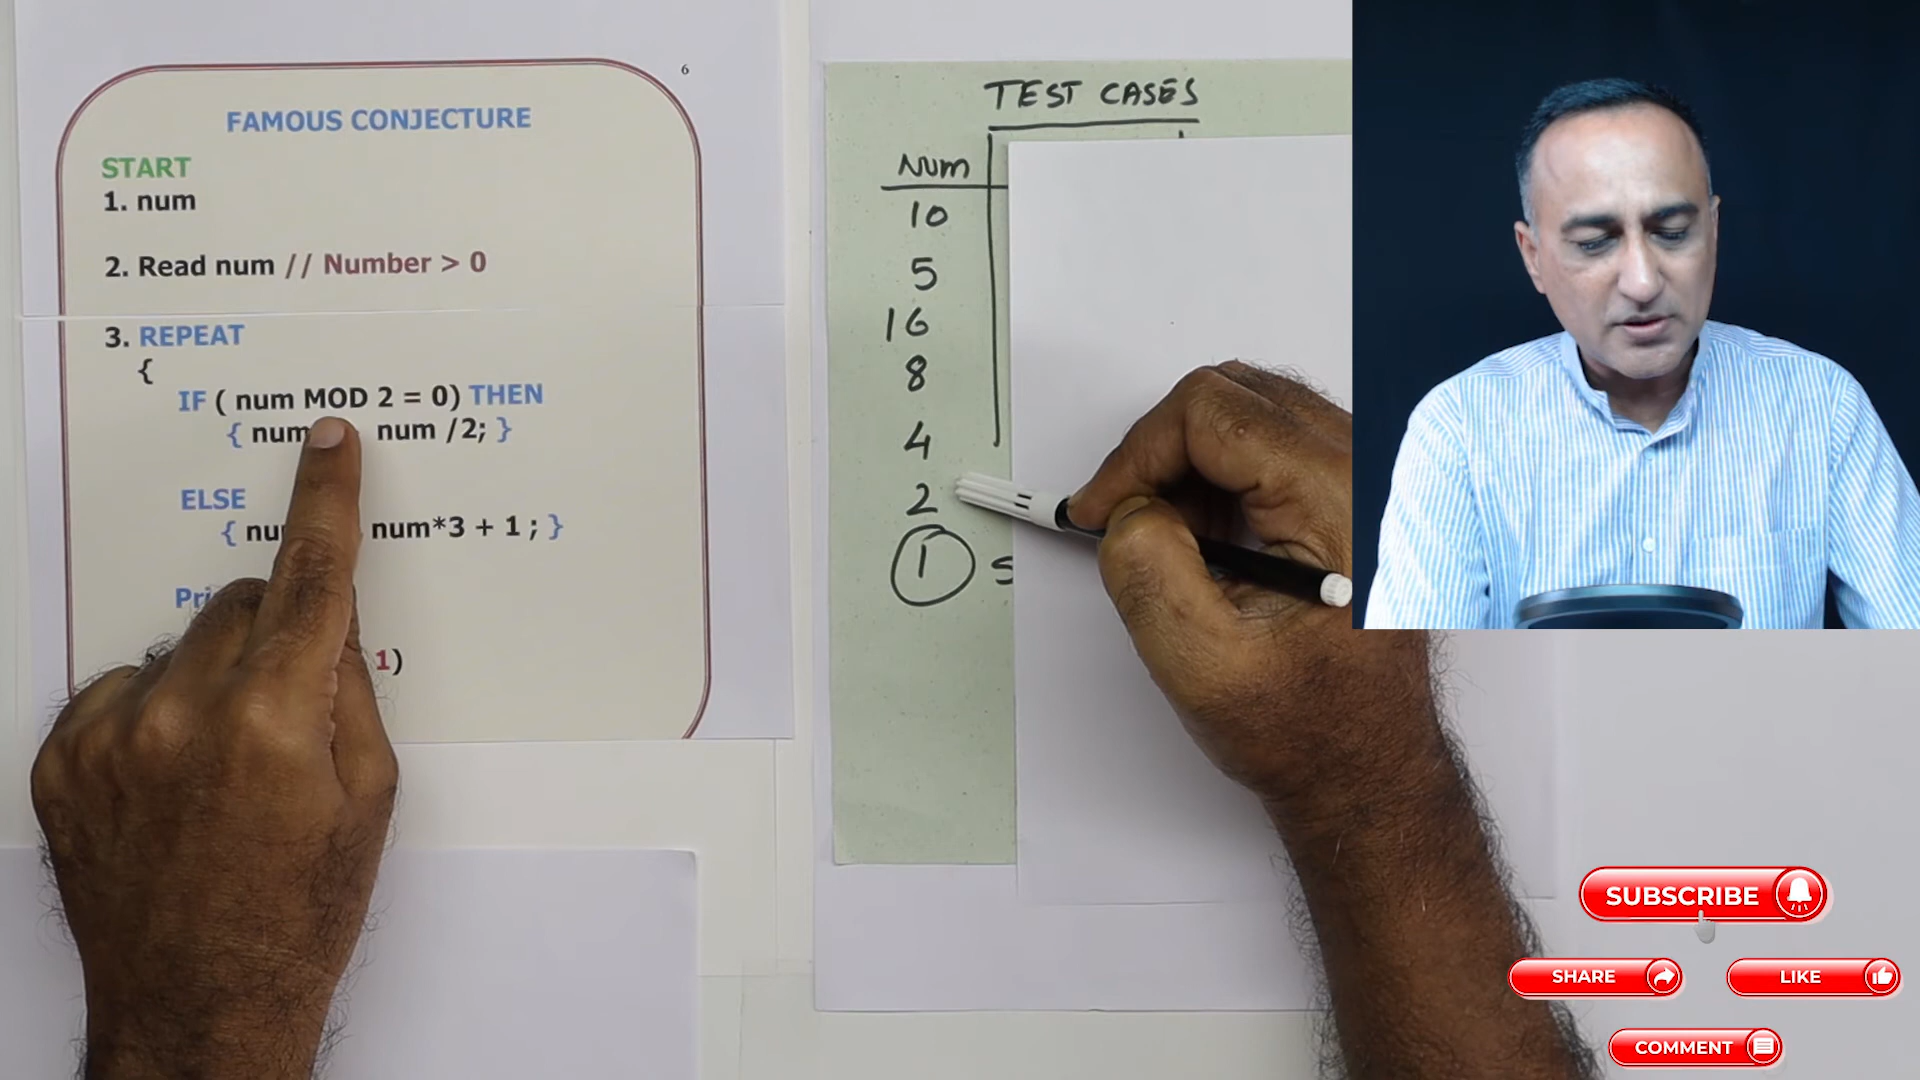 6
FAMOUS CONJECTURE
START
1. num
2. Read num // Number > 0
3. REPEAT
{
IF ( num MOD 2 = 0) THEN
{ num num /2; }
ELSE
{ num*3 + 1 ; }
1)
TEST CASES
Num
10
5
16
8
4
2
1
SUBSCRIBE
SHARE
LIKE
COMMENT